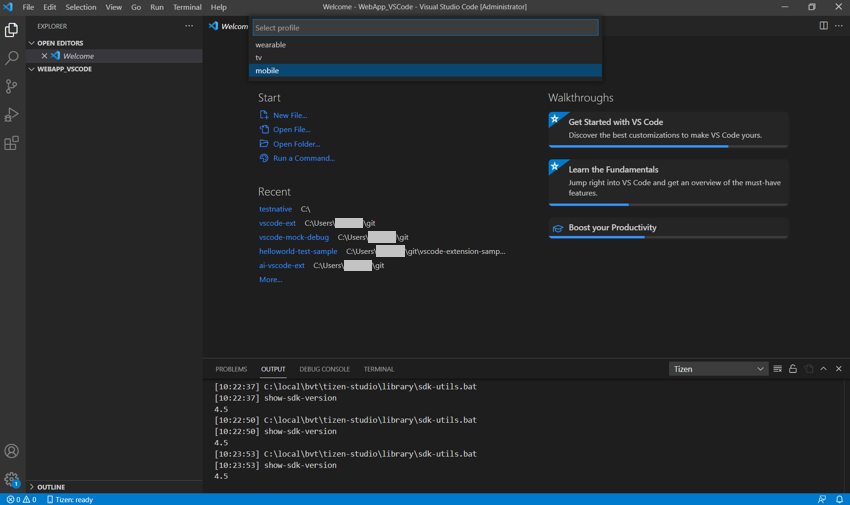 File Edit Selection View Go Run Terminal Help
Welcome - WebApp_VSCode - Visual Studio Code [Administrator]
EXPLORER
OPEN EDITORS
Welcome
WEBAPP_VSCODE
OUTLINE
Welcom
Select profile
wearable
tv
mobile
Start
New File...
Open File...
Open Folder...
Run a Command...
Recent
testnative C:\
vscode-ext C:\Users\ \git
vscode-mock-debug C:\Users\ \git
helloworld-test-sample C:\Users\ \git\vscode-extension-samp...
ai-vscode-ext C:\Users\ \git
More...
Walkthroughs
Get Started with VS Code
Discover the best customizations to make VS Code yours.
Learn the Fundamentals
Jump right into VS Code and get an overview of the must-have
features.
Boost your Productivity
PROBLEMS OUTPUT DEBUG CONSOLE TERMINAL
Tizen
[10:22:37] C:\local\bvt\tizen-studio\library\sdk-utils.bat
[10:22:37] show-sdk-version
4.5
[10:22:50] C:\local\bvt\tizen-studio\library\sdk-utils.bat
[10:22:50] show-sdk-version
4.5
[10:23:53] C:\local\bvt\tizen-studio\library\sdk-utils.bat
[10:23:53] show-sdk-version
4.5
1
0 0 Tizen: ready